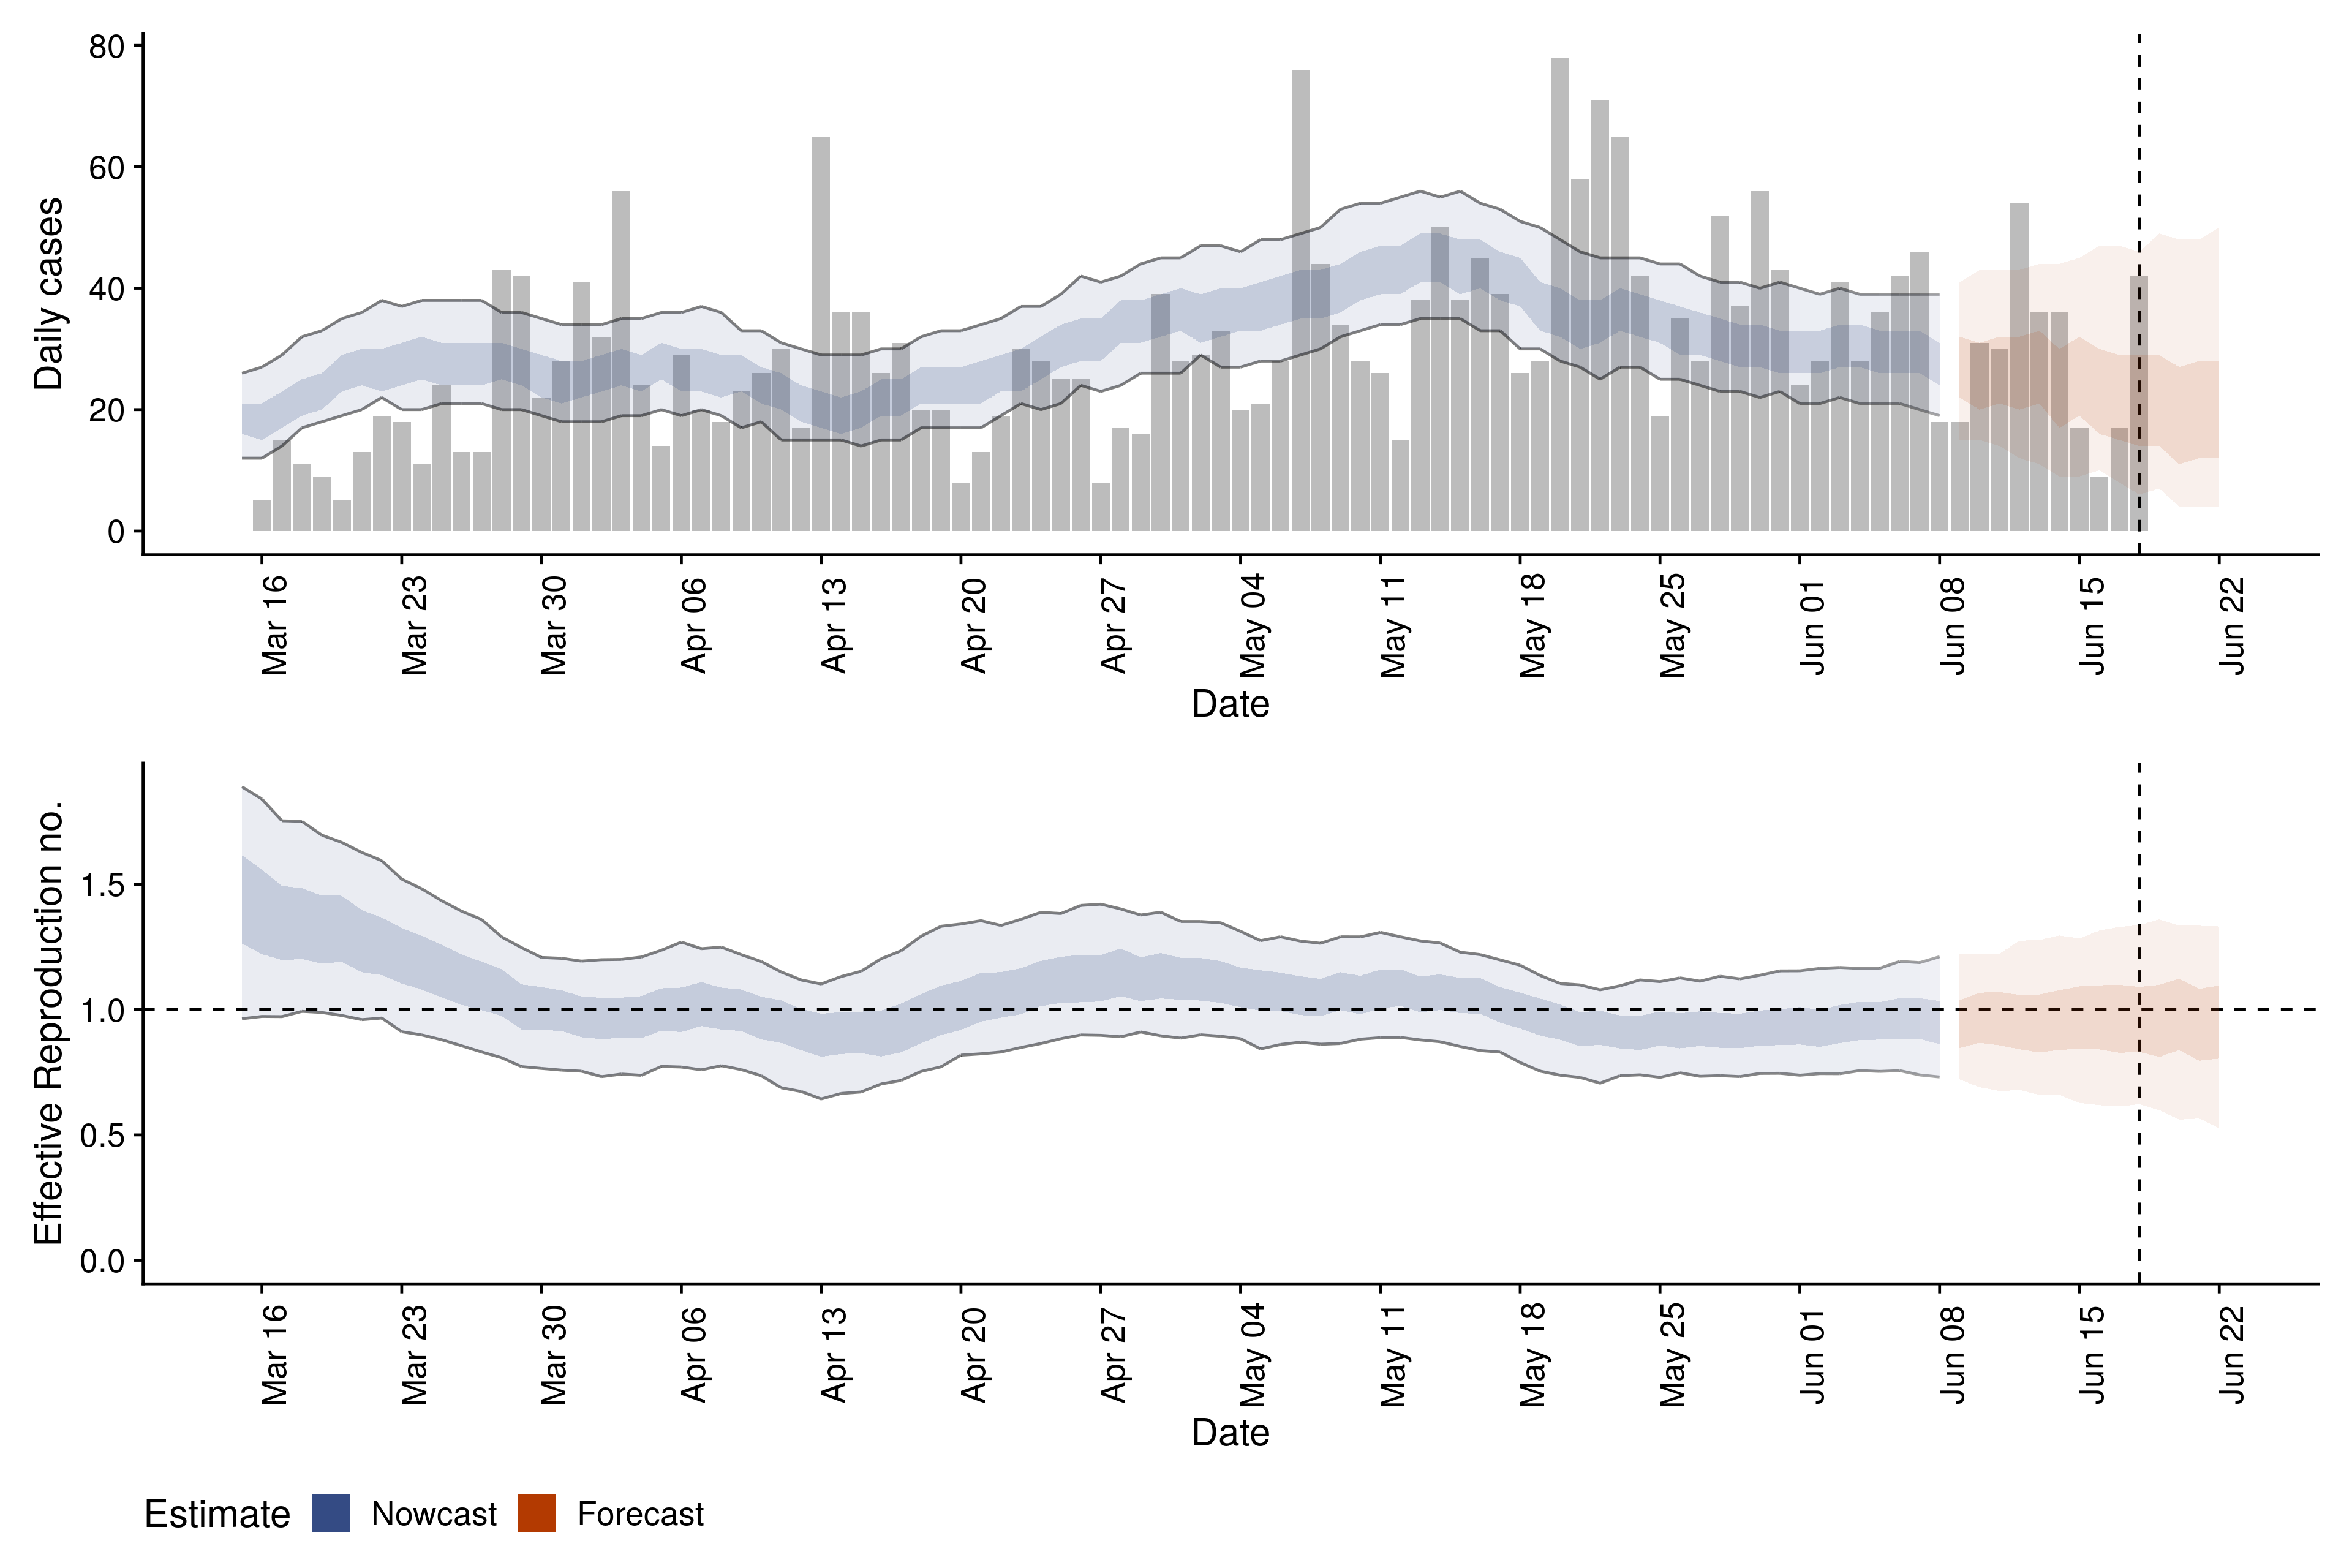 Daily cases
80
60
40
20
0
Mar 16
Mar 23
Mar 30
Apr 06
Apr 13
Apr 20
Apr 27
May 04
May 11
May 18
May 25
Jun 01
Jun 08
Jun 15
Jun 22
Date
Effective Reproduction no.
1.5
1.0
0.5
0.0
Mar 16
Mar 23
Mar 30
Apr 06
Apr 13
Apr 20
Apr 27
May 04
May 11
May 18
May 25
Jun 01
Jun 08
Jun 15
Jun 22
Date
Estimate Nowcast Forecast